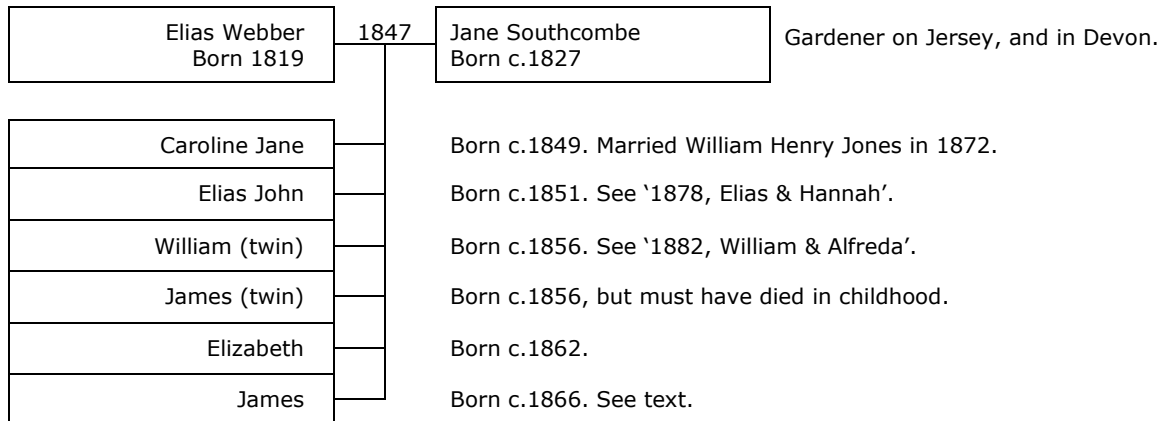 Elias Webber 1847 Jane Southcombe Gardener on Jersey, and in Devon.
Born 1819 Born c.1827
Caroline Jane Born c.1849. Married William Henry Jones in 1872.
Elias John Born c.1851. See ‘1878, Elias & Hannah’.
William (twin) Born c.1856. See ‘1882, William & Alfreda’.
James (twin) Born c.1856, but must have died in childhood.
Elizabeth Born c.1862.
James Born c.1866. See text.